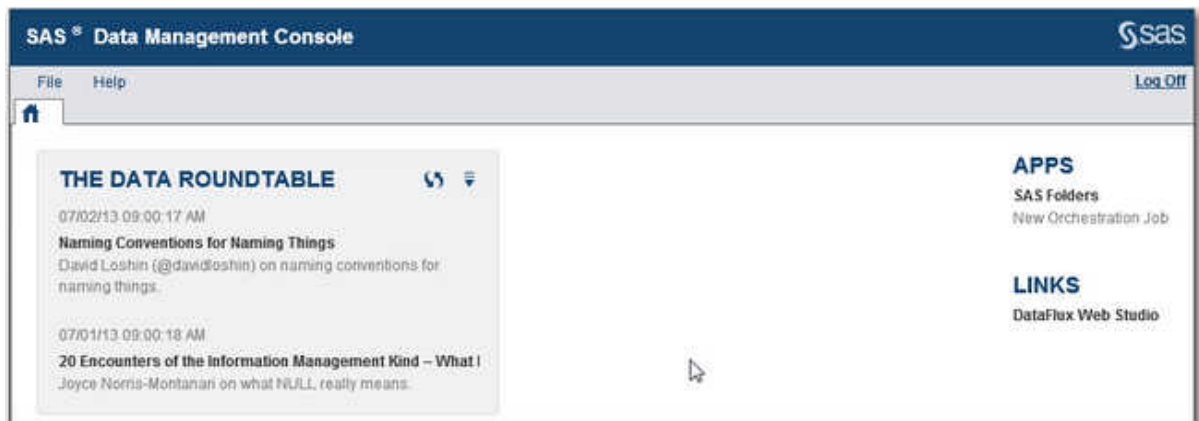 SAS ® Data Management Console
sas
File Help
Log Off
THE DATA ROUNDTABLE
07/02/13 09:00:17 AM
Naming Conventions for Naming Things
David Loshin (@davidloshin) on naming conventions for
naming things.
07/01/13 09:00:18 AM
20 Encounters of the Information Management Kind – What I
Joyce Norris-Montanari on what NULL really means.
APPS
SAS Folders
New Orchestration Job
LINKS
DataFlux Web Studio